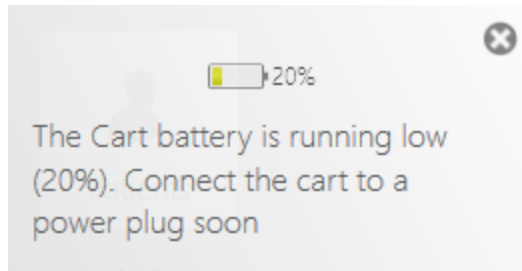 20%
The Cart battery is running low
(20%). Connect the cart to a
power plug soon